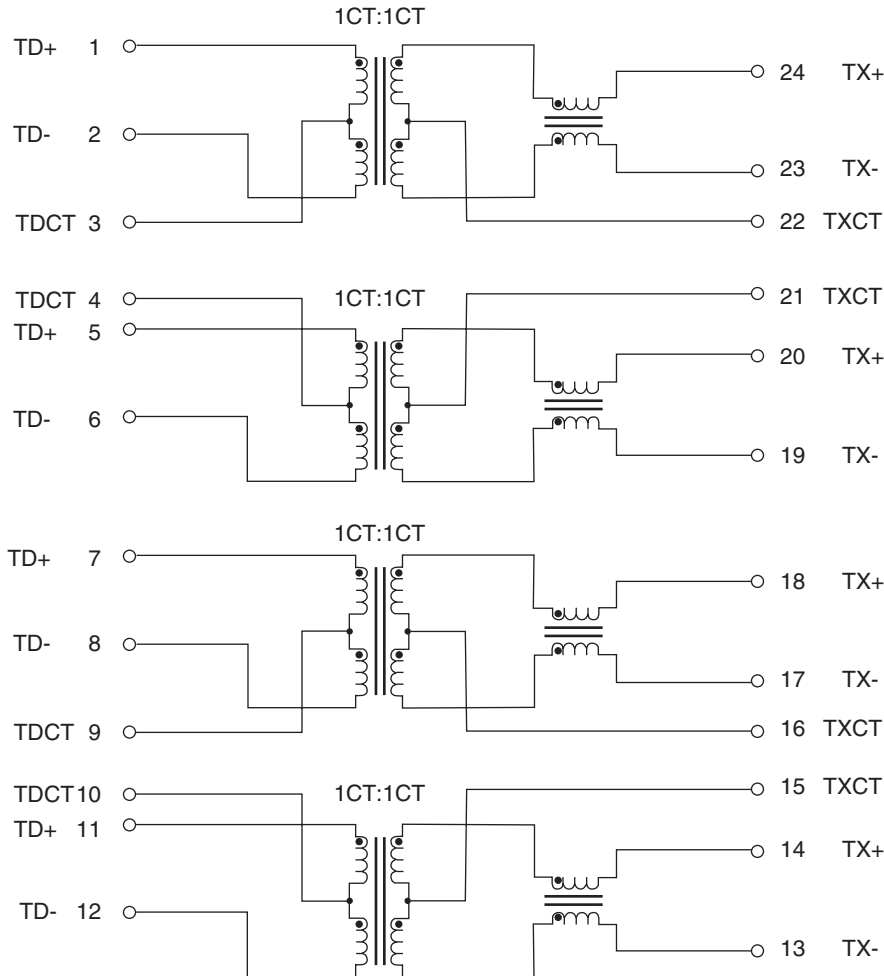 1CT:1CT
TD+ 1
24 TX+
TD- 2
23 TX-
TDCT 3
22 TXCT
TDCT 4
1CT:1CT
21 TXCT
TD+ 5
20 TX+
TD- 6
19 TX-
1CT:1CT
TD+ 7
18 TX+
TD- 8
17 TX-
TDCT 9
16 TXCT
TDCT 10
1CT:1CT
15 TXCT
TD+ 11
14 TX+
TD- 12
13 TX-